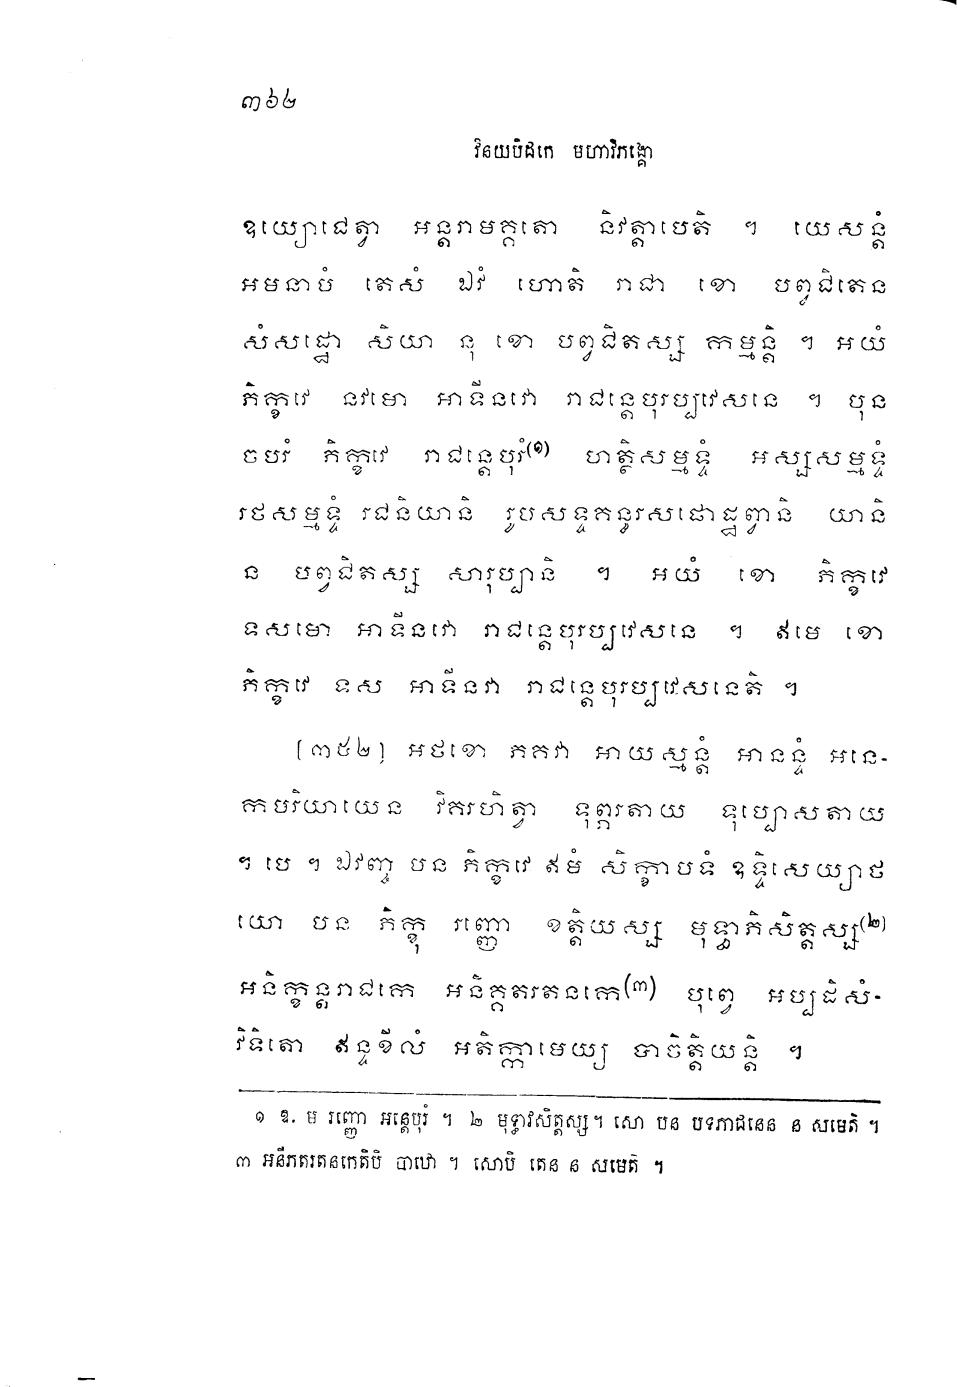 ៣៦២
វិនយបិដកេ មហាវិភង្គោ
ឧយ្យោជេត្វា អន្តរាមគ្គតោ និវត្តាបេតិ ។ យេសន្តំ
អមនាបំ តេសំ ឯវំ ហោតិ រាជា ខោ បព្វជិតេន
សំសដ្ឋោ សិយា នុ ខោ បព្វជិតស្ស កម្មន្តិ ។ អយំ
ភិក្ខវេ នវមោ អាទីនវោ រាជន្តេបុរប្បវេសនេ ។ បុន
ចបរំ ភិក្ខវេ រាជន្តេបុរំ(១) ហត្ថិសម្មទ្ទំ អស្សសម្មទ្ទំ
រថសម្មទ្ទំ រជនិយានិ រូបសទ្ទគន្ធរសផោដ្ឋព្វានិ យានិ
ន បព្វជិតស្ស សារុប្បានិ ។ អយំ ខោ ភិក្ខវេ
ទសមោ អាទីនវោ រាជន្តេបុរប្បវេសនេ ។ ឥមេ ខោ
ភិក្ខវេ ទស អាទីនវា រាជន្តេបុរប្បវេសនេតិ ។
[៣៥២] អថខោ ភគវា អាយស្មន្តំ អានន្ទំ អនេ-
កបរិយាយេន វិគរហិត្វា ទុព្ភរតាយ ទុប្បោសតាយ
។ បេ ។ ឯវញ្ច បន ភិក្ខវេ ឥមំ សិក្ខាបទំ ឧទ្ទិសេយ្យាថ
យោ បន ភិក្ខុ រញ្ញោ ខត្តិយស្ស មុទ្ធាភិសិត្តស្ស(២)
អនិក្ខន្តរាជកេ អនិគ្គតរតនកេ(៣) បុព្វេ អប្បដិសំ-
វិទិតោ ឥន្ទខីលំ អតិក្កាមេយ្យ បាចិត្តិយន្តិ ។
១ ឱ. ម រញ្ញោ អន្តេបុរំ ។ ២ មុទ្ធាវសិត្តស្ស។ សោ បន បទភាជនេន ន សមេតិ ។
៣ អនីភតរតនកេតិបិ បាឋោ ។ សោបិ តេន ន សមេតិ ។